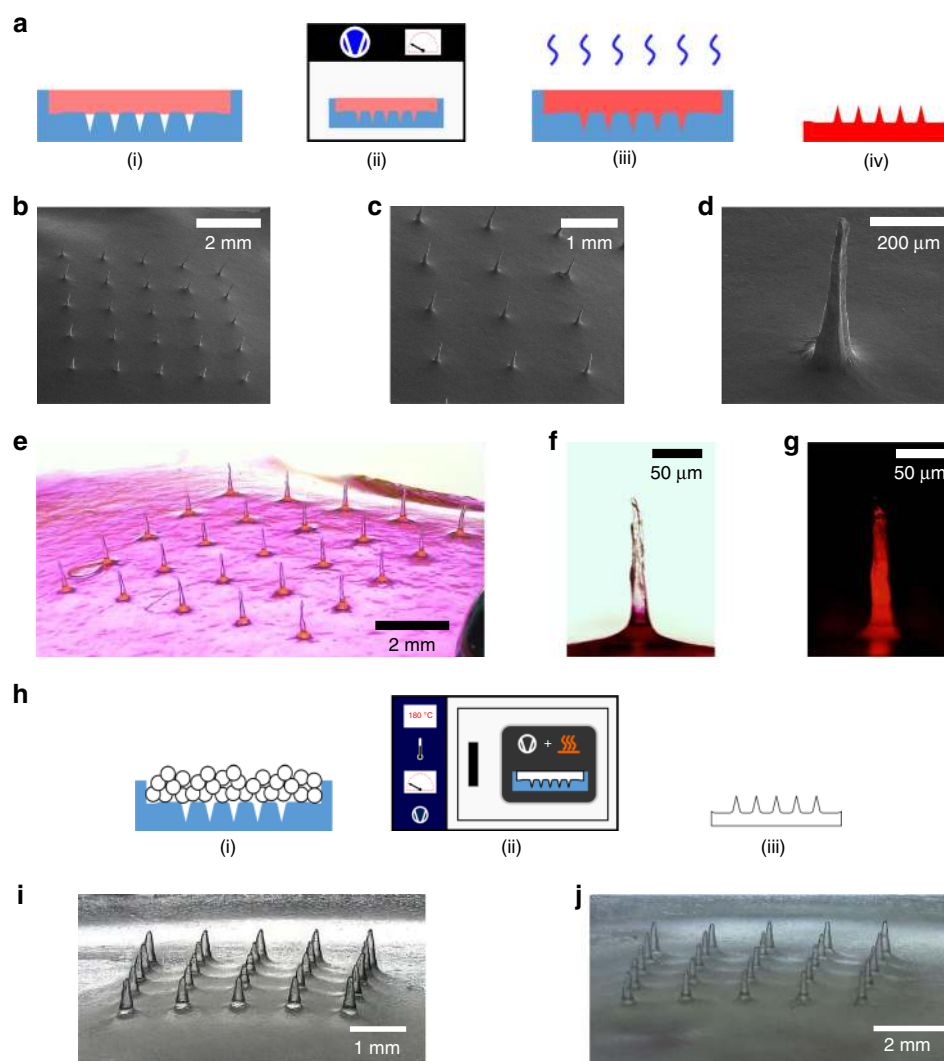 a
(i)
(ii)
(iii)
(iv)
b
2 mm
c
1 mm
d
200 µm
e
2 mm
f
50 µm
g
50 µm
h
180 °C
+
(i)
(ii)
(iii)
i
1 mm
j
2 mm